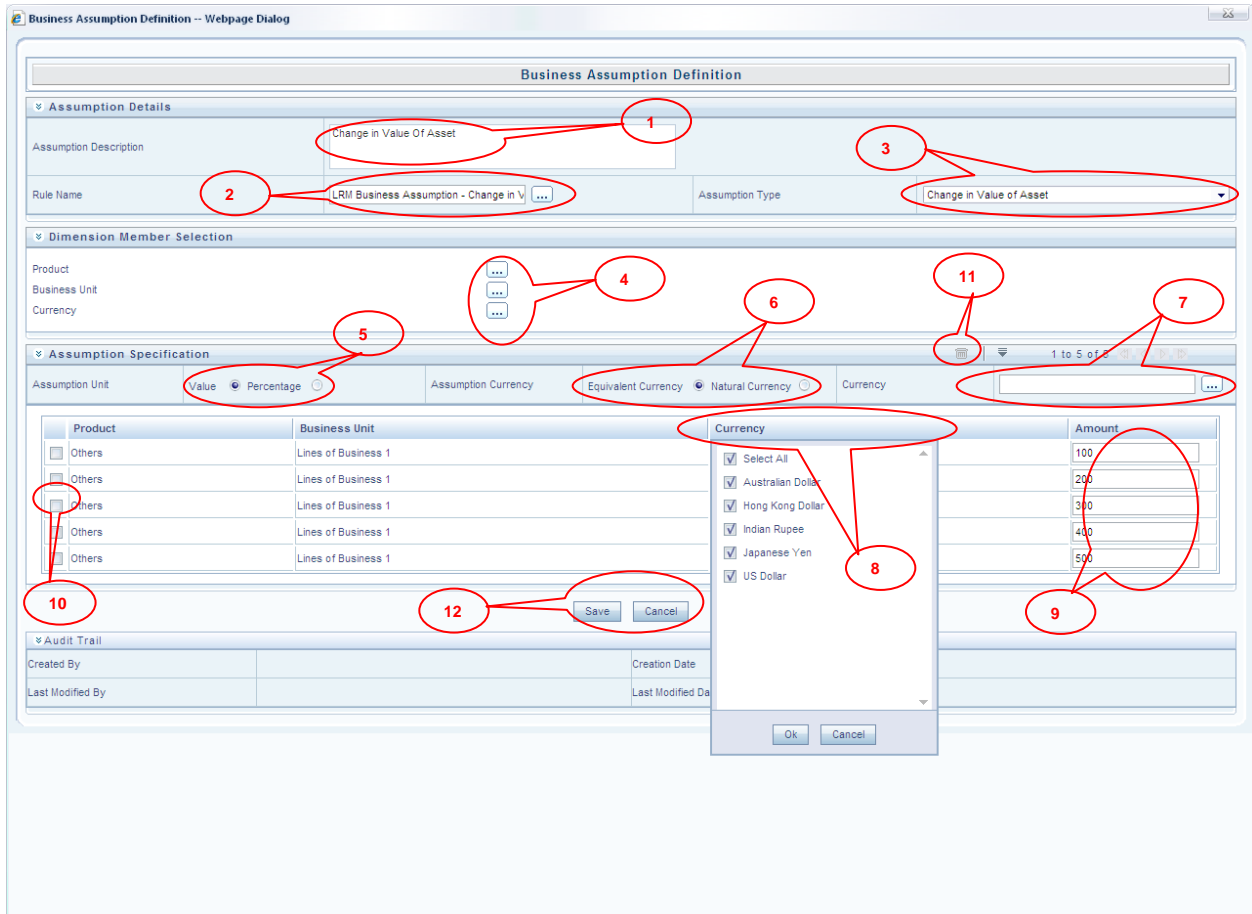 Business Assumption Definition -- Webpage Dialog
Business Assumption Definition
Assumption Details
1
Change in Value Of Asset
Assumption Description
3
2
Rule Name
LRM Business Assumption - Change in V ...
Assumption Type
Change in Value of Asset
Dimension Member Selection
Product ...
Business Unit ...
Currency ...
4
11
6
7
5
Assumption Specification
1 to 5 of 5
Assumption Unit
Value Percentage
Assumption Currency
Equivalent Currency Natural Currency
Currency
...
Product Business Unit Currency Amount
Others Lines of Business 1 100
Others Lines of Business 1 200
Others Lines of Business 1 300
Others Lines of Business 1 400
Others Lines of Business 1 500
Select All
Australian Dollar
Hong Kong Dollar
Indian Rupee
Japanese Yen
US Dollar
8
10
12
9
Save Cancel
Audit Trail
Created By
Creation Date
Last Modified By
Last Modified Da
Ok Cancel